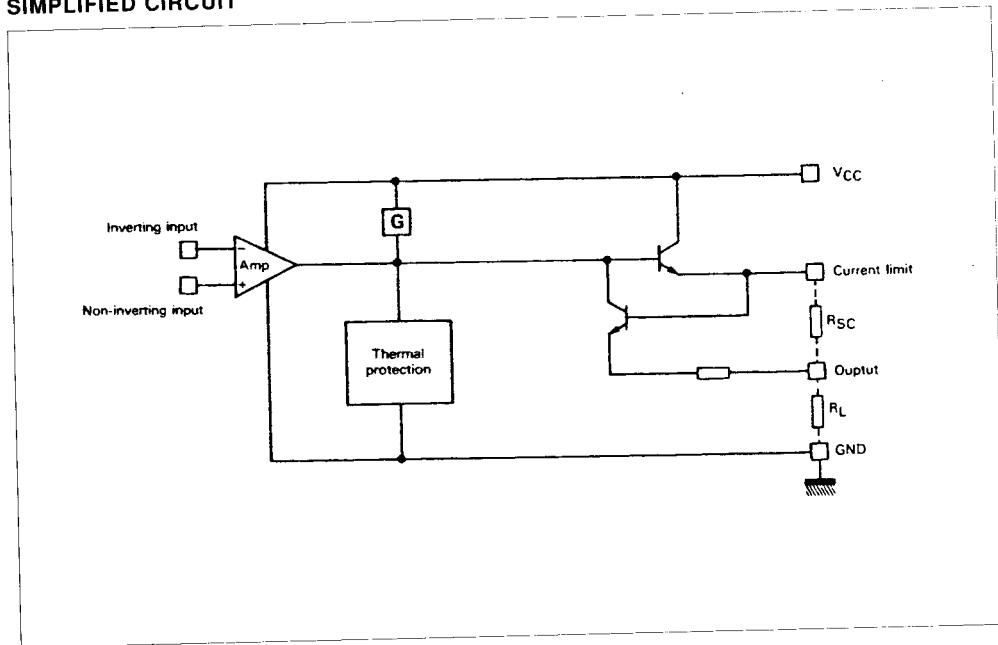 SIMPLIFIED CIRCUIT
VCC
G
Inverting input
Amp
Non-inverting input
Current limit
RSC
Thermal
protection
Ouptut
RL
GND